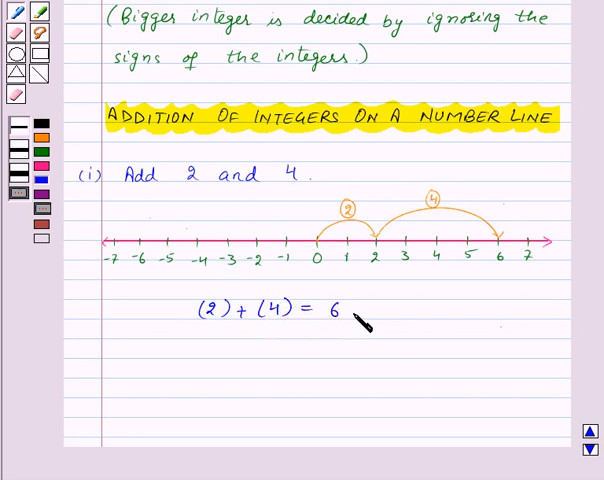 (Bigger integer is decided by ignoring the
signs of the integers.)
ADDITION OF INTEGERS ON A NUMBER LINE
(i) Add 2 and 4.
2 4
-7 -6 -5 -4 -3 -2 -1 0 1 2 3 4 5 6 7
(2) + (4) = 6